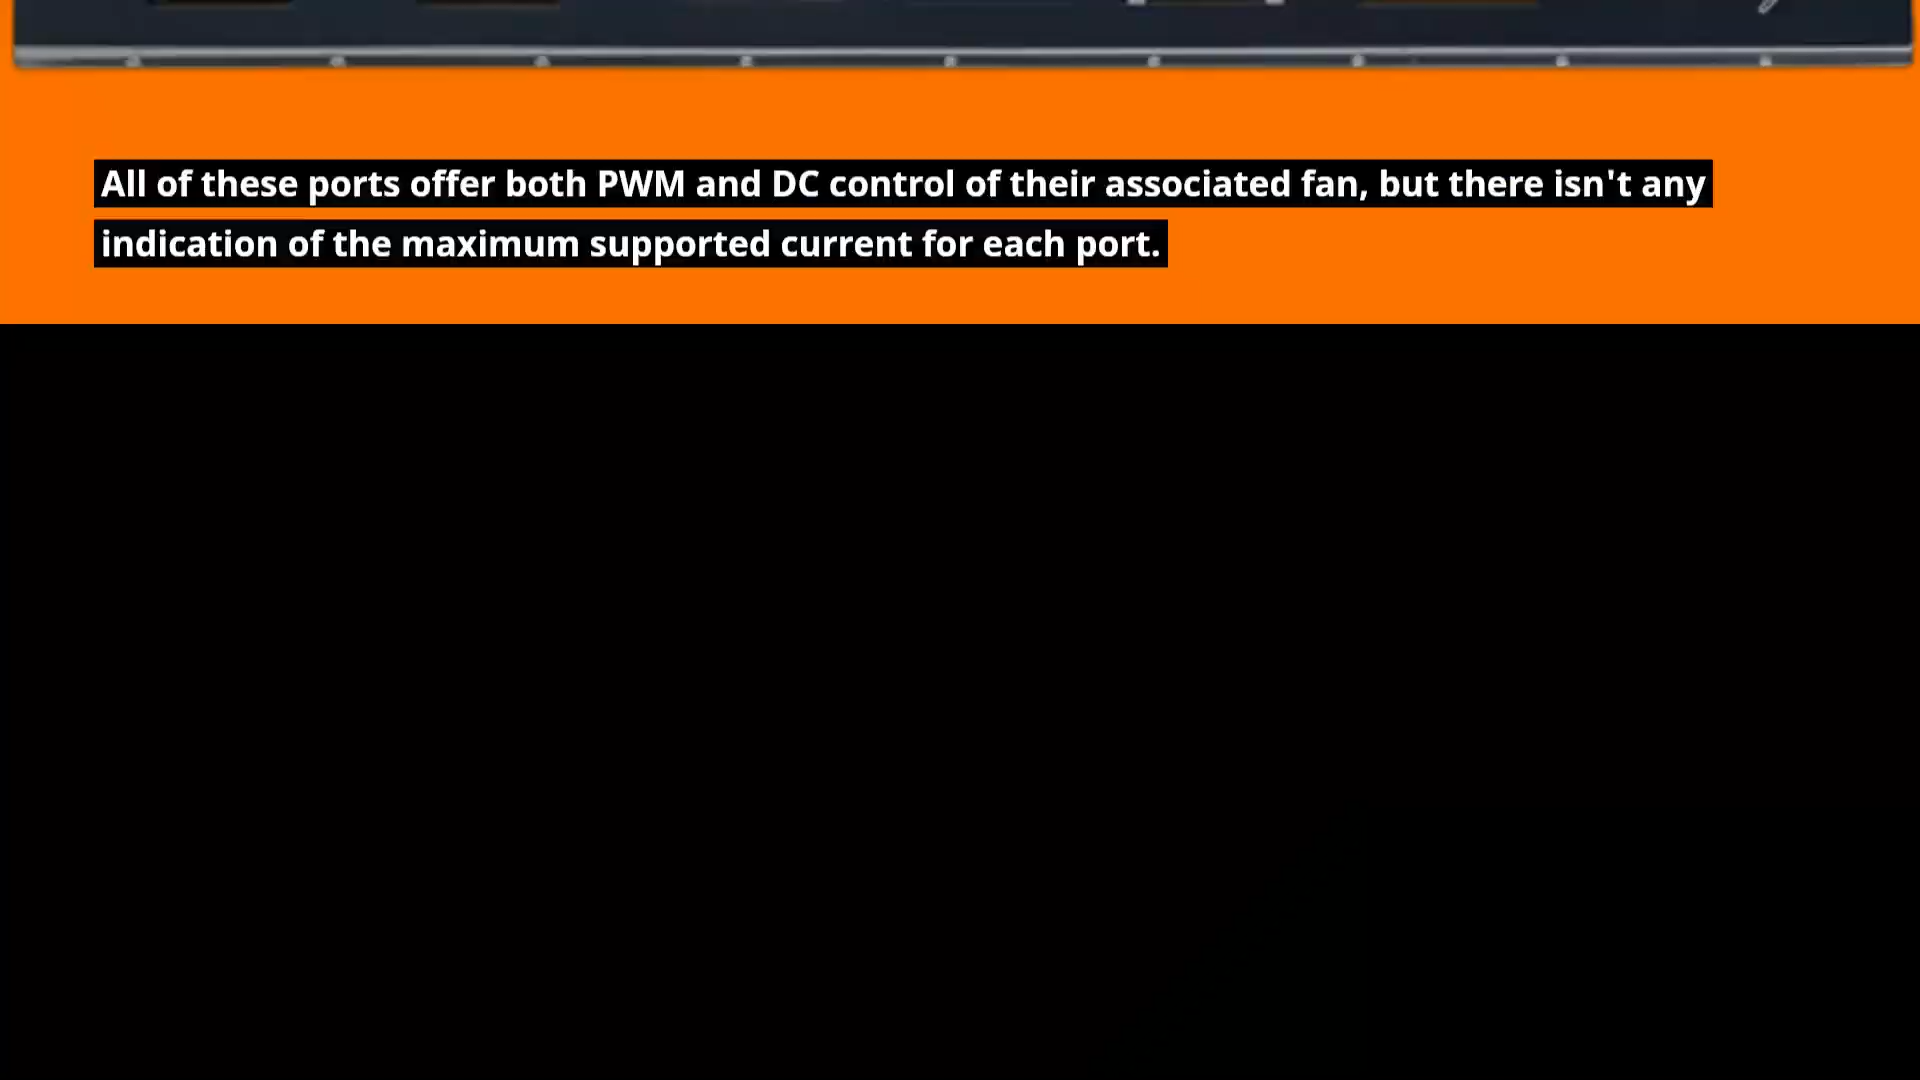 All of these ports offer both PWM and DC control of their associated fan, but there isn't any
indication of the maximum supported current for each port.